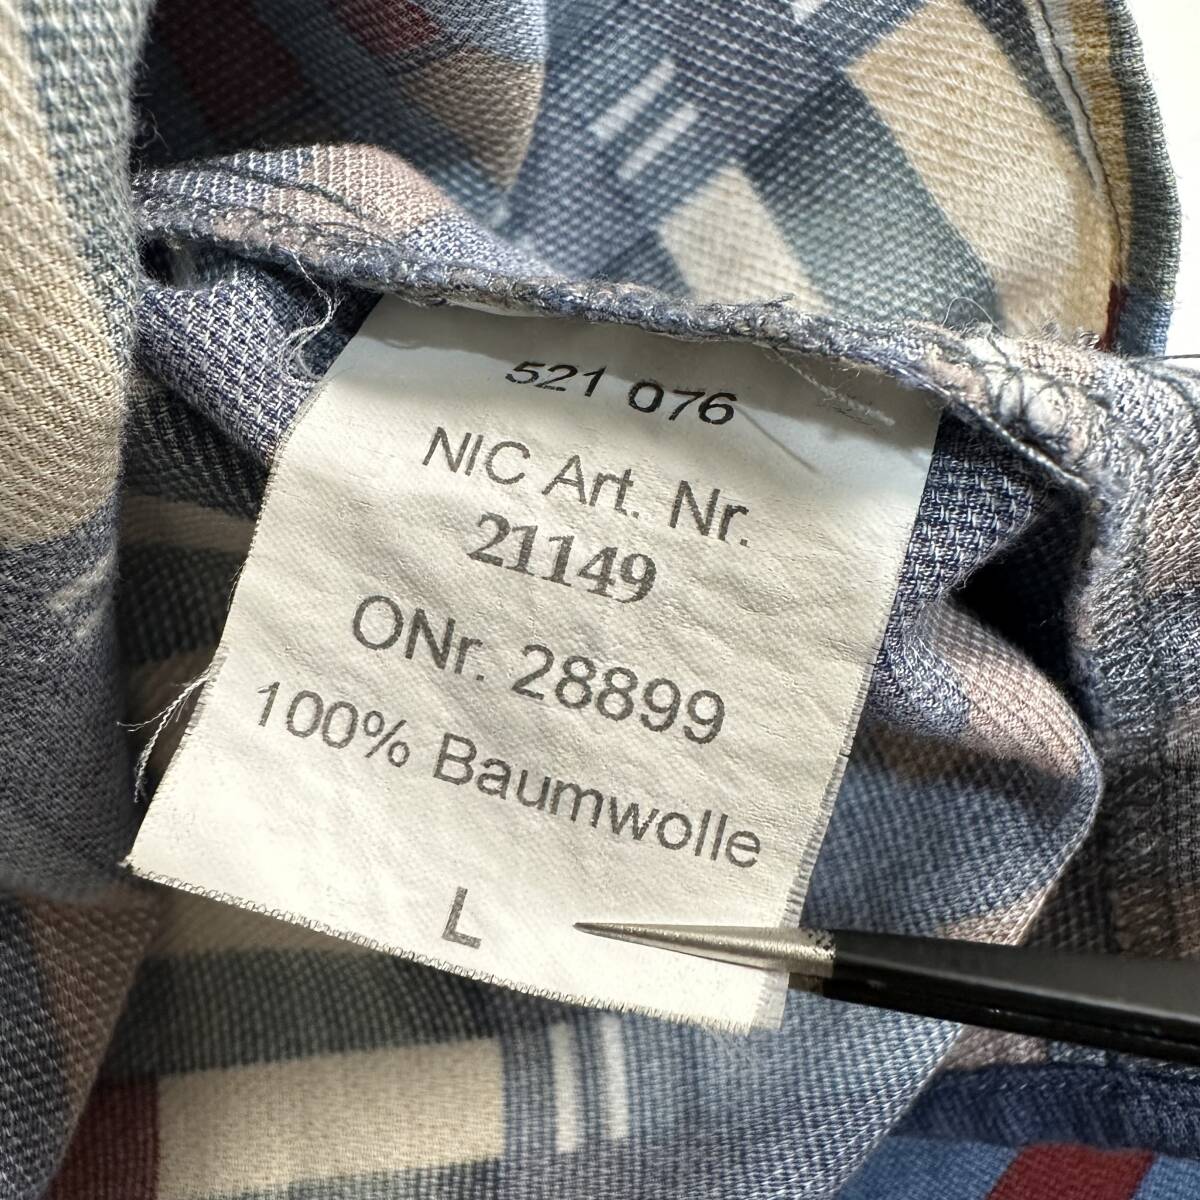 521 076
NIC Art. Nr.
21149
ONr. 28899
100% Baumwolle
L